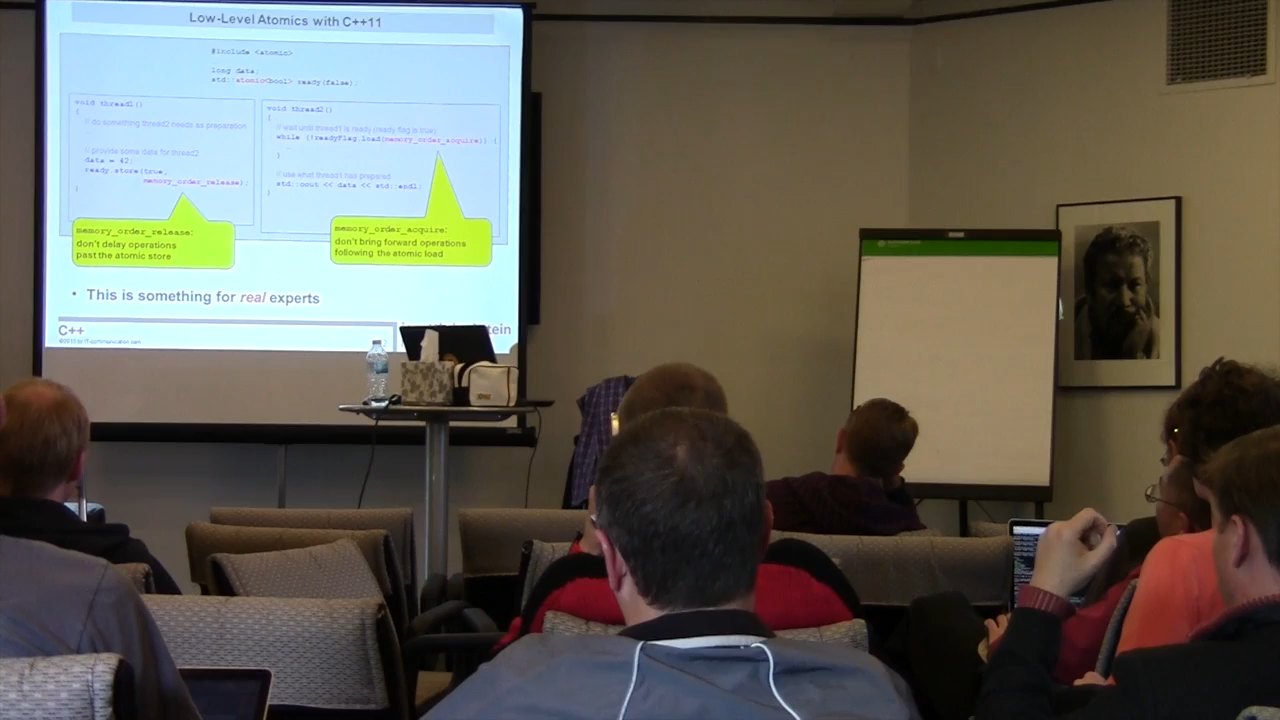 Low-Level Atomics with C++11
#include <atomic>
long data;
std::atomic<bool> ready(false);
void thread1()
{
// do something thread2 needs as preparation
// provide some data for thread2
data = 42;
ready.store(true,
memory_order_release);
}
void thread2()
{
// wait until thread1 is ready (ready flag is true)
while (!readyFlag.load(memory_order_acquire)) {
}
// use what thread1 has prepared
std::cout << data << std::endl;
}
memory_order_release:
don't delay operations
past the atomic store
memory_order_acquire:
don't bring forward operations
following the atomic load
• This is something for real experts
C++
tein